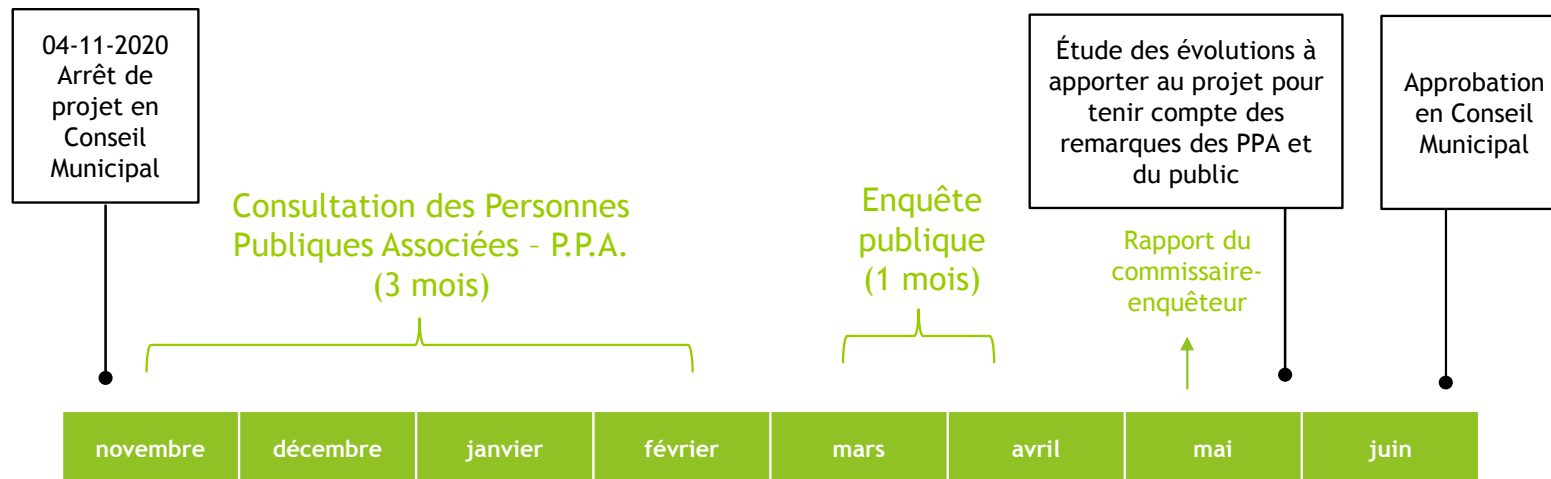 04-11-2020
Arrêt de
projet en
Conseil
Municipal
Consultation des Personnes
Publiques Associées – P.P.A.
(3 mois)
Enquête
publique
(1 mois)
Étude des évolutions à
apporter au projet pour
tenir compte des
remarques des PPA et
du public
Rapport du
commissaire-
enquêteur
Approbation
en Conseil
Municipal
novembre
décembre
janvier
février
mars
avril
mai
juin